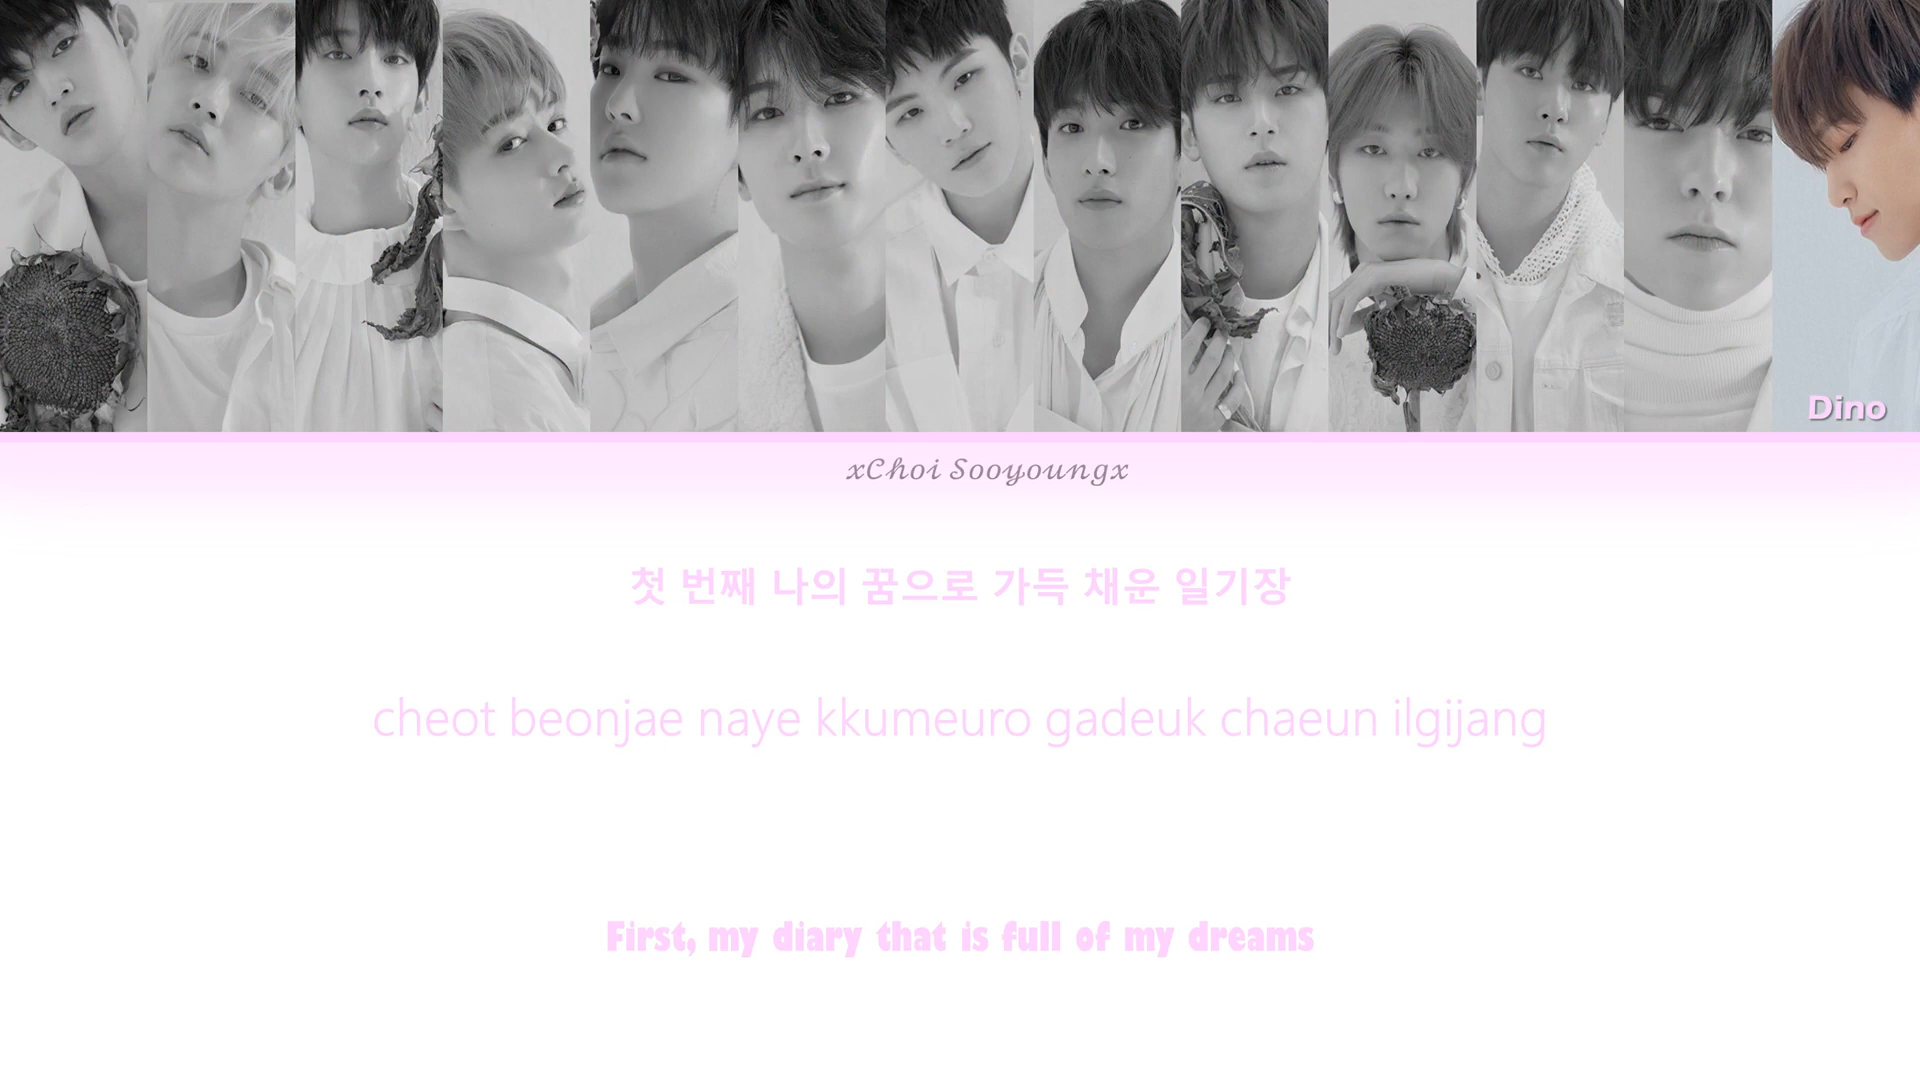 Dino
xChoi Sooyoungx
첫 번째 나의 꿈으로 가득 채운 일기장
cheot beonjae naye kkumeuro gadeuk chaeun ilgijang
First, my diary that is full of my dreams